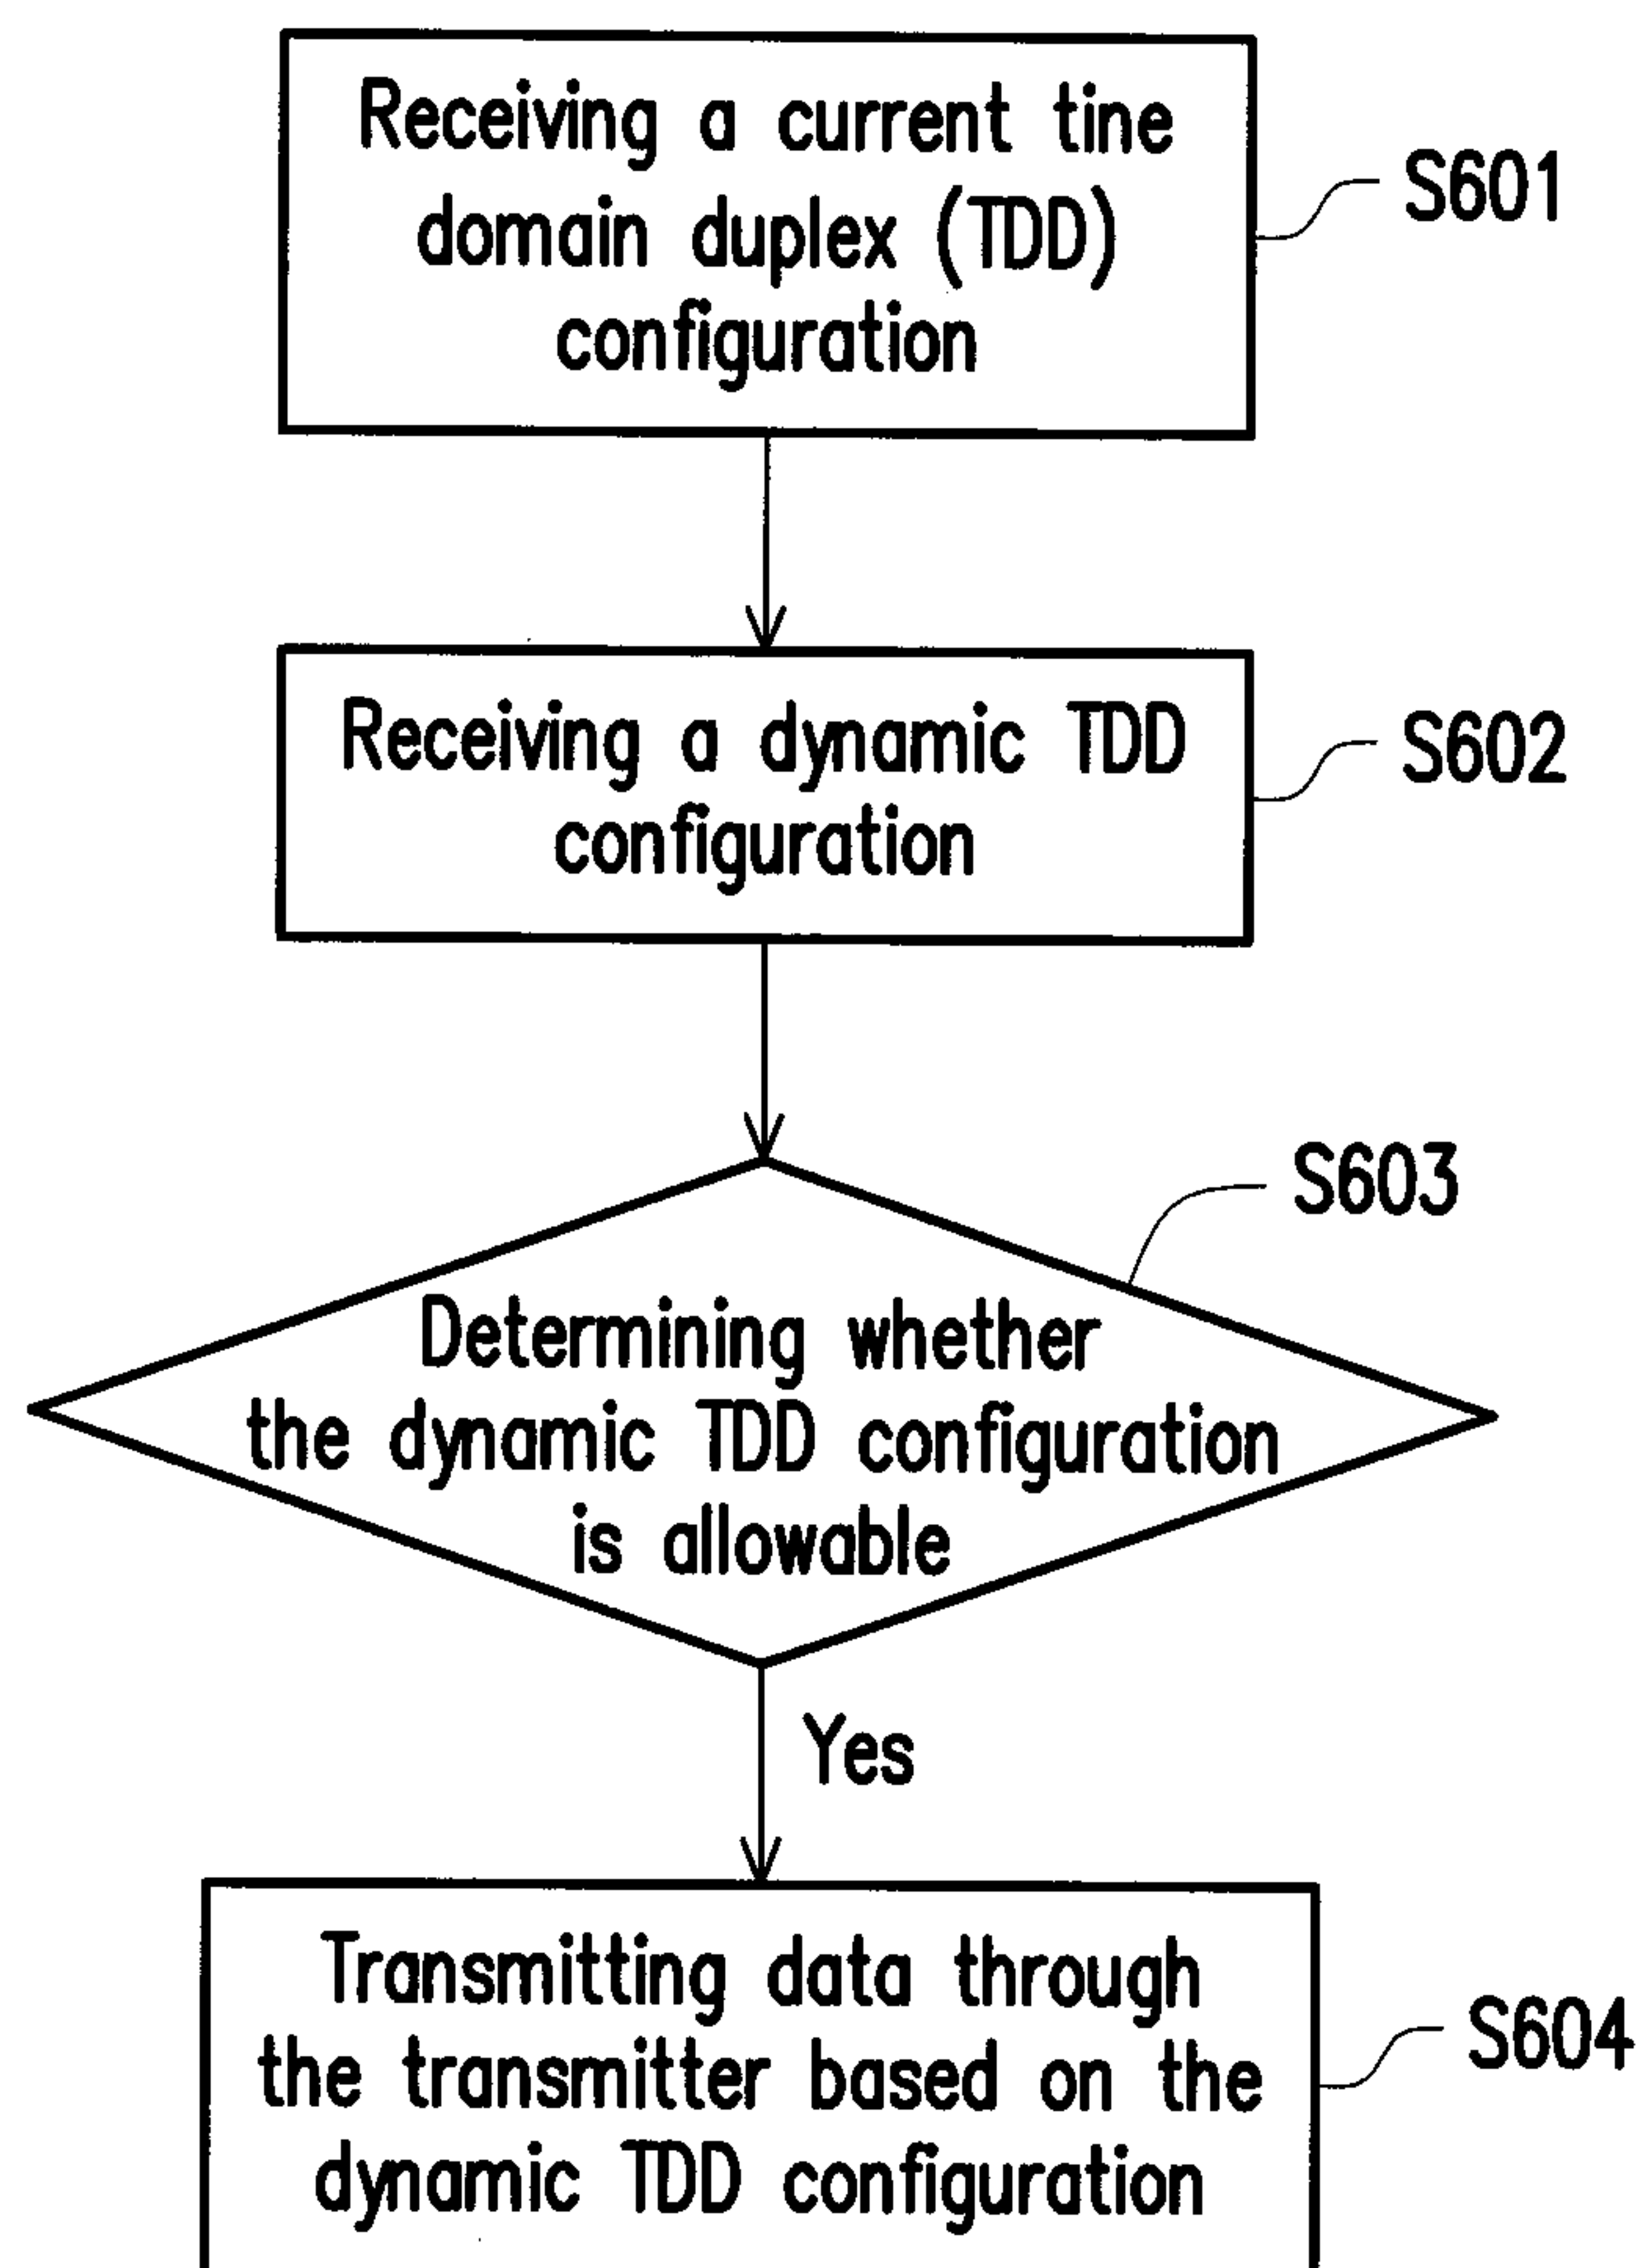 Receiving a current tine
domain duplex (TDD)
configuration
S601
Receiving a dynamic TDD
configuration
S602
S603
Determining whether
the dynamic TDD configuration
is allowable
Yes
Transmitting data through
the transmitter based on the
dynamic TDD configuration
S604